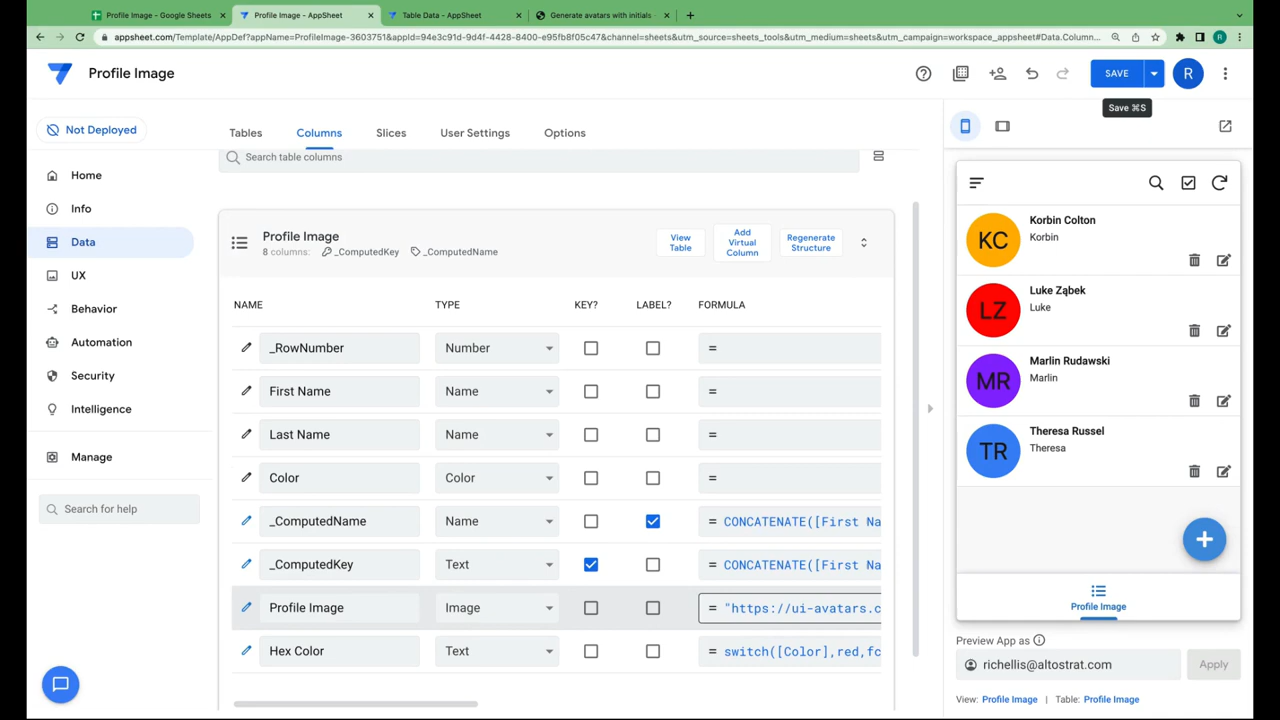 Profile Image - Google Sheets
Profile Image - AppSheet
Table Data - AppSheet
Generate avatars with initials
appsheet.com/Template/AppDef?appName=ProfileImage-3603751&appId=94e3c91d-9d4f-4428-8400-e95fb8f05c47&channel=sheets&utm_source=sheets_tools&utm_medium=sheets&utm_campaign=workspace_appsheet#Data.Column...
R
Profile Image
SAVE
R
Save ⌘S
Not Deployed
Tables
Columns
Slices
User Settings
Options
Search table columns
Home
Info
Data
UX
Behavior
Automation
Security
Intelligence
Manage
Search for help
Profile Image
8 columns: _ComputedKey _ComputedName
View Table
Add Virtual Column
Regenerate Structure
NAME TYPE KEY? LABEL? FORMULA
_RowNumber Number =
First Name Name =
Last Name Name =
Color Color =
_ComputedName Name = CONCATENATE([First Na
_ComputedKey Text = CONCATENATE([First Na
Profile Image Image = "https://ui-avatars.c
Hex Color Text = switch([Color],red,fc
KC
Korbin Colton
Korbin
LZ
Luke Ząbek
Luke
MR
Marlin Rudawski
Marlin
TR
Theresa Russel
Theresa
+
Profile Image
Preview App as
richellis@altostrat.com
Apply
View: Profile Image | Table: Profile Image